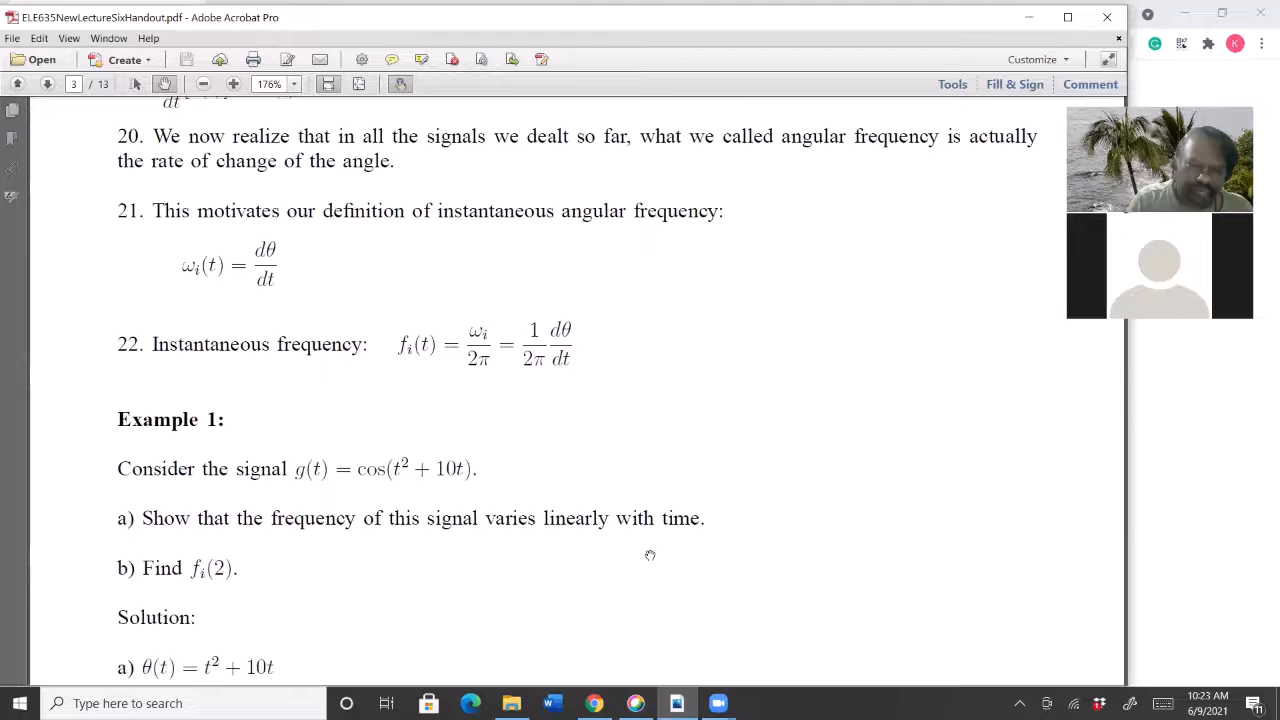 ELE635NewLectureSixHandout.pdf - Adobe Acrobat Pro
File Edit View Window Help
Open Create Customize
3 / 13 176% Tools Fill & Sign Comment
dt
20. We now realize that in all the signals we dealt so far, what we called angular frequency is actually
the rate of change of the angle.
21. This motivates our definition of instantaneous angular frequency:
ωᵢ(t) = dθ/dt
22. Instantaneous frequency: fᵢ(t) = ωᵢ/2π = 1/2π dθ/dt
Example 1:
Consider the signal g(t) = cos(t² + 10t).
a) Show that the frequency of this signal varies linearly with time.
b) Find fᵢ(2).
Solution:
a) θ(t) = t² + 10t
Type here to search
10:23 AM
6/9/2021
11
K